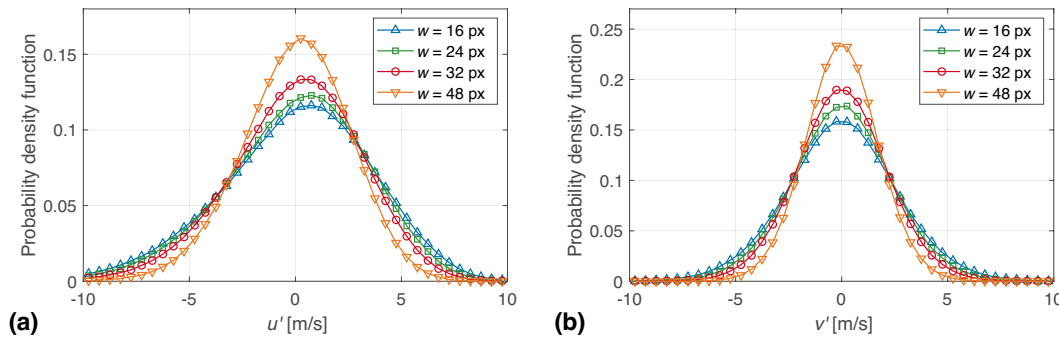 Probability density function
0.15
0.1
0.05
0
-10
-5
0
5
10
u' [m/s]
w = 16 px
w = 24 px
w = 32 px
w = 48 px
(a)
Probability density function
0.25
0.20
0.15
0.10
0.05
0
-10
-5
0
5
10
v' [m/s]
w = 16 px
w = 24 px
w = 32 px
w = 48 px
(b)